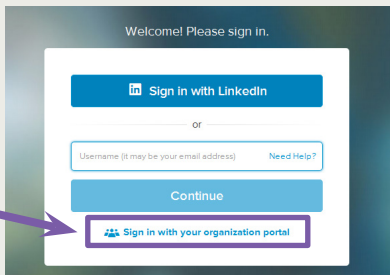 Welcome! Please sign in.
in Sign in with LinkedIn
or
Username (it may be your email address) Need Help?
Continue
Sign in with your organization portal